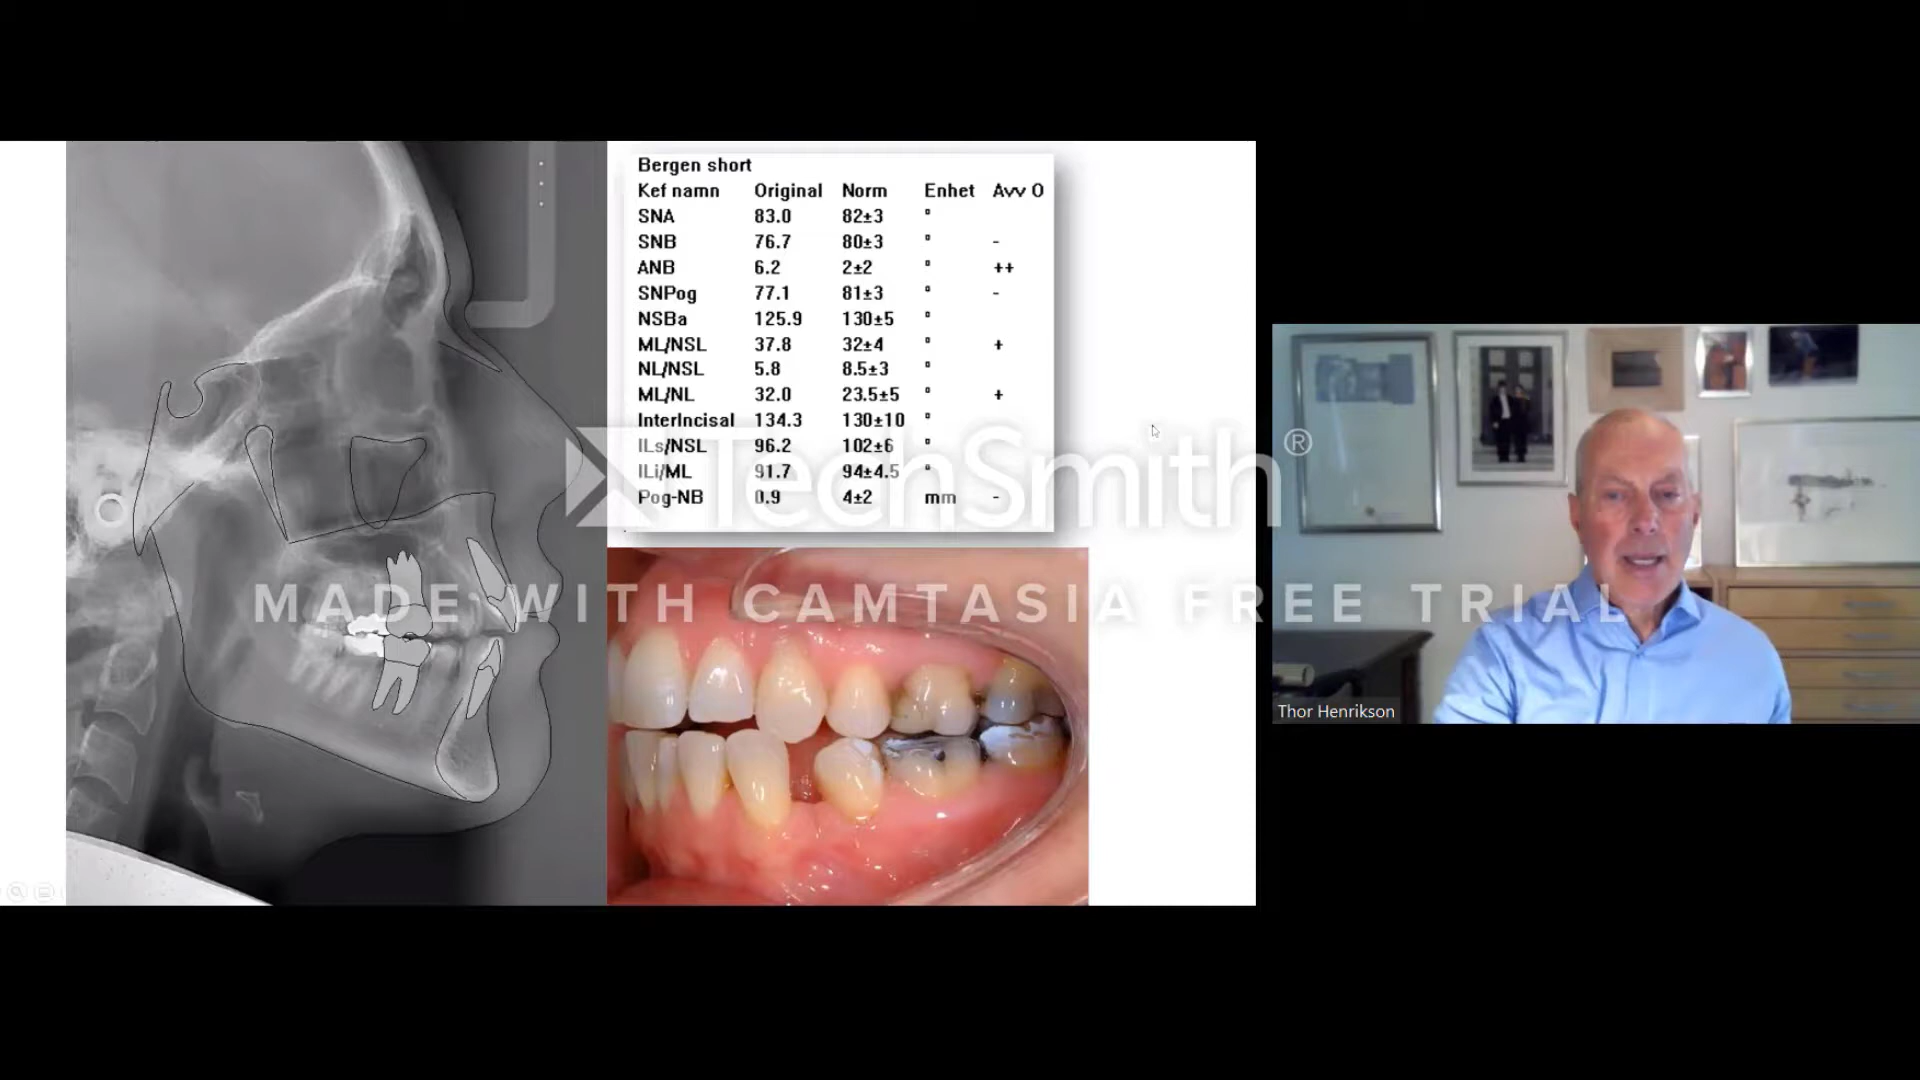 Bergen short
Kef namn Original Norm Enhet Avv O
SNA 83.0 82±3 °
SNB 76.7 80±3 ° -
ANB 6.2 2±2 ° ++
SNPog 77.1 81±3 ° -
NSBa 125.9 130±5 °
ML/NSL 37.8 32±4 ° +
NL/NSL 5.8 8.5±3 °
ML/NL 32.0 23.5±5 ° +
InterIncisal 134.3 130±10 °
ILs/NSL 96.2 102±6 °
ILi/ML 91.7 94±4.5 °
Pog-NB 0.9 4±2 mm -
TechSmith®
MADE WITH CAMTASIA FREE TRIAL
Thor Henrikson